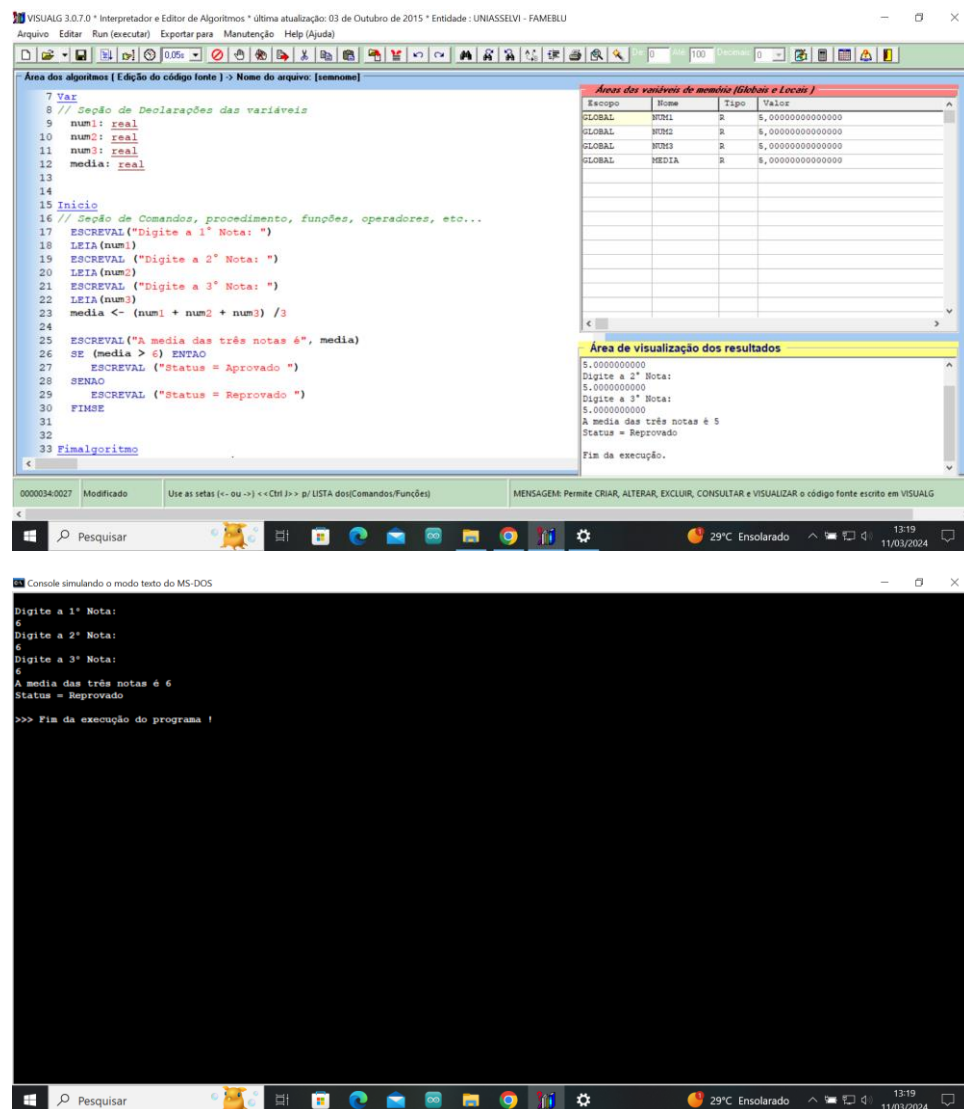 VISUALG 3.0.7.0 * Interpretador e Editor de Algoritmos * última atualização: 03 de Outubro de 2015 * Entidade : UNIASSELVI - FAMEBLU
Arquivo Editar Run (executar) Exportar para Manutenção Help (Ajuda)
0,05s De 0 Até 100 Decimais 0
Área dos algoritmos ( Edição do código fonte ) -> Nome do arquivo: [semnome]
7 Var
8 // Seção de Declarações das variáveis
9 num1: real
10 num2: real
11 num3: real
12 media: real
13
14
15 Inicio
16 // Seção de Comandos, procedimento, funções, operadores, etc...
17 ESCREVAL("Digite a 1° Nota: ")
18 LEIA(num1)
19 ESCREVAL ("Digite a 2° Nota: ")
20 LEIA(num2)
21 ESCREVAL ("Digite a 3° Nota: ")
22 LEIA(num3)
23 media <- (num1 + num2 + num3) /3
24
25 ESCREVAL("A media das três notas é", media)
26 SE (media > 6) ENTAO
27 ESCREVAL ("Status = Aprovado ")
28 SENAO
29 ESCREVAL ("Status = Reprovado ")
30 FIMSE
31
32
33 Fimalgoritmo
Áreas das variáveis de memória (Globais e Locais )
Escopo Nome Tipo Valor
GLOBAL NUM1 R 5,00000000000000
GLOBAL NUM2 R 5,00000000000000
GLOBAL NUM3 R 5,00000000000000
GLOBAL MEDIA R 5,00000000000000
Área de visualização dos resultados
5.0000000000
Digite a 2° Nota:
5.0000000000
Digite a 3° Nota:
5.0000000000
A media das três notas é 5
Status = Reprovado
Fim da execução.
0000034:0027 Modificado Use as setas (<- ou ->) <<Ctrl J>> p/ LISTA dos(Comandos/Funções) MENSAGEM: Permite CRIAR, ALTERAR, EXCLUIR, CONSULTAR e VISUALIZAR o código fonte escrito em VISUALG
Pesquisar 29°C Ensolarado 13:19
11/03/2024
Console simulando o modo texto do MS-DOS
Digite a 1° Nota:
6
Digite a 2° Nota:
6
Digite a 3° Nota:
6
A media das três notas é 6
Status = Reprovado
>>> Fim da execução do programa !
Pesquisar 29°C Ensolarado 13:19
11/03/2024